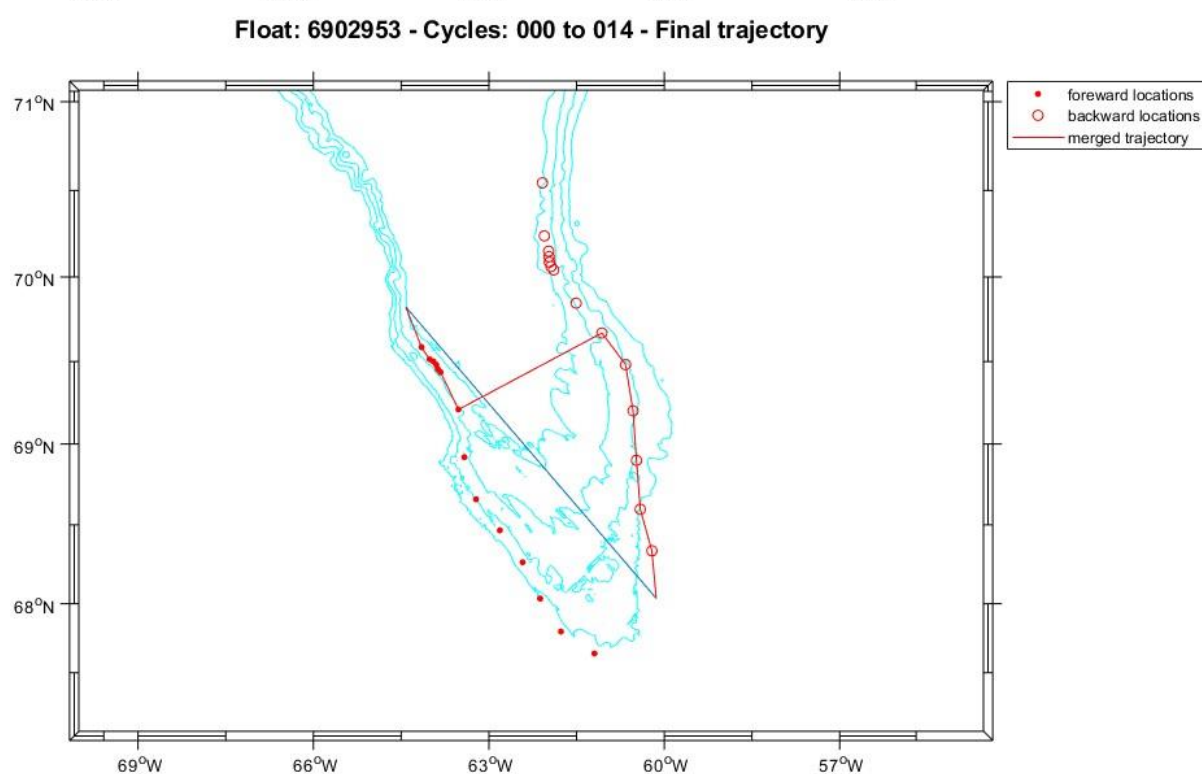 Float: 6902953 - Cycles: 000 to 014 - Final trajectory
foreward locations
backward locations
merged trajectory
71°N
70°N
69°N
68°N
69°W
66°W
63°W
60°W
57°W